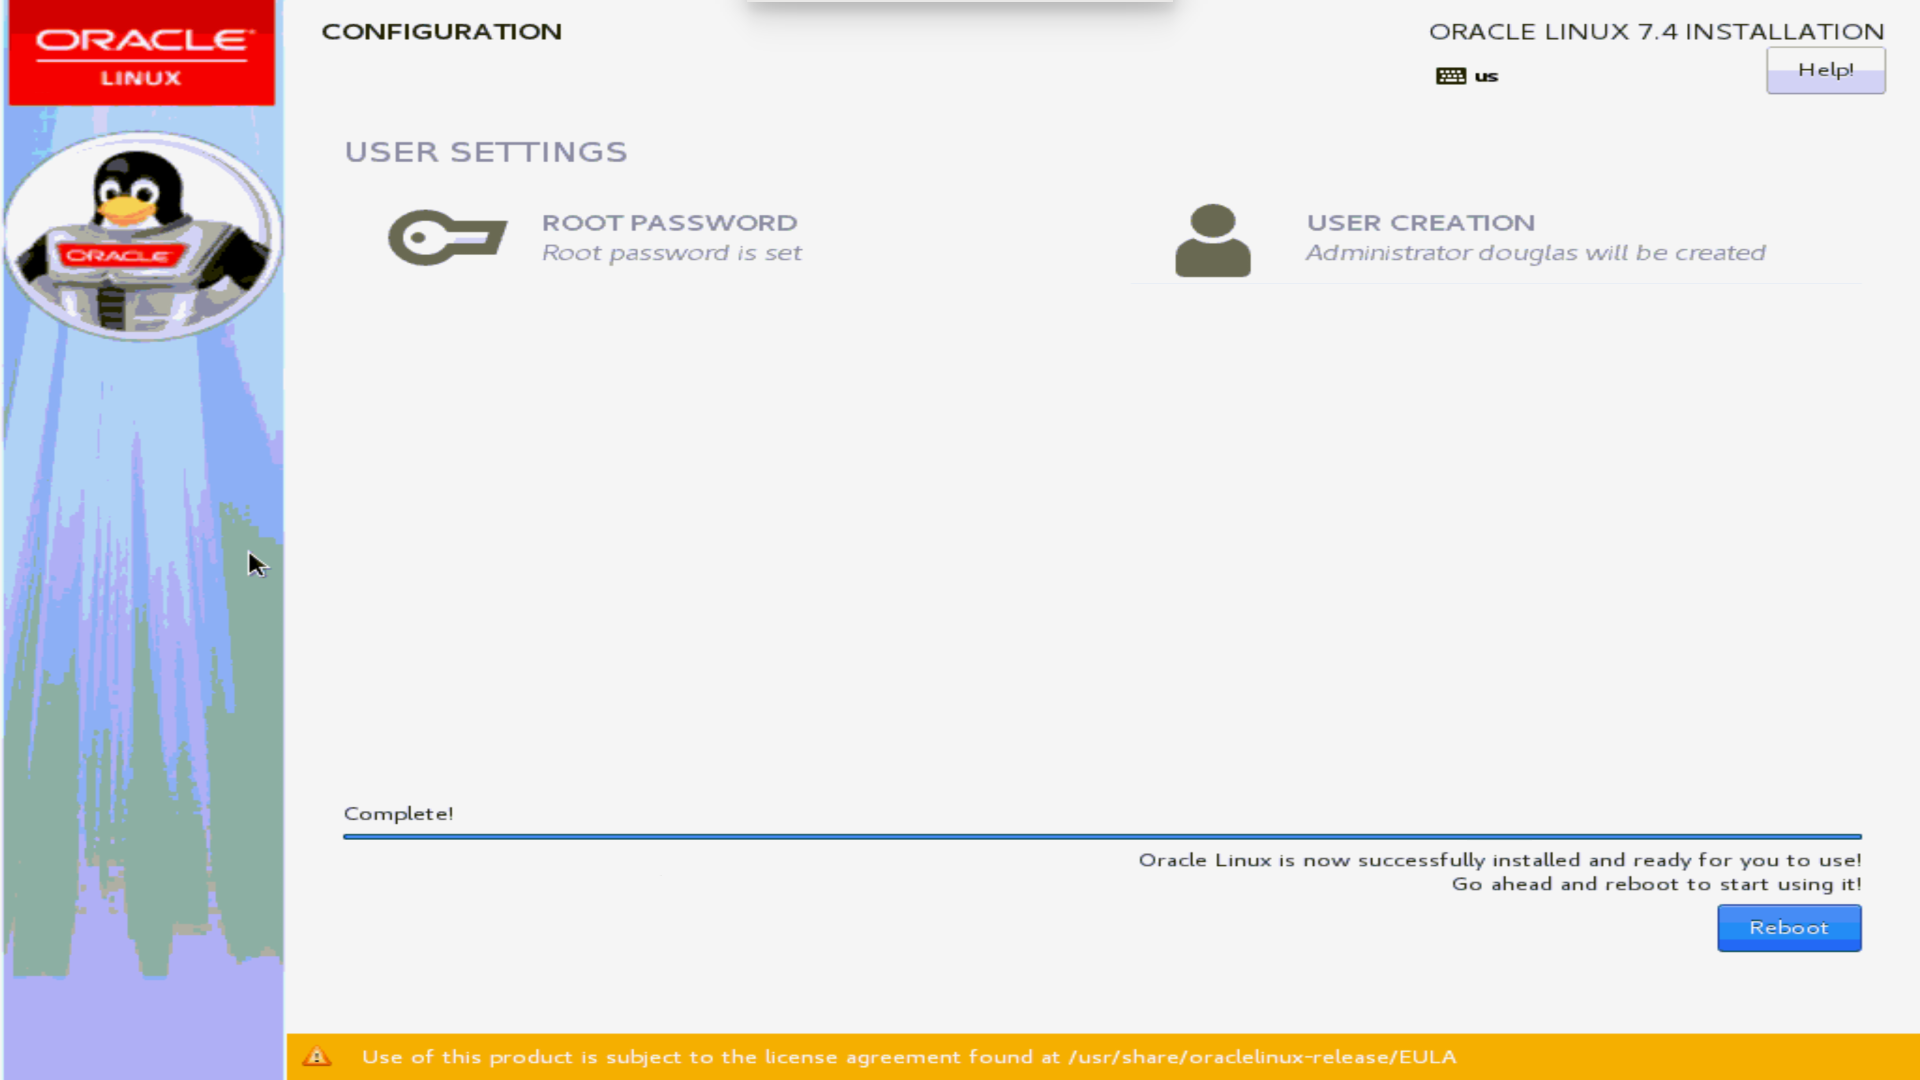 ORACLE
LINUX
CONFIGURATION
ORACLE LINUX 7.4 INSTALLATION
us
Help!
ORACLE
USER SETTINGS
ROOT PASSWORD
Root password is set
USER CREATION
Administrator douglas will be created
Complete!
Oracle Linux is now successfully installed and ready for you to use!
Go ahead and reboot to start using it!
Reboot
Use of this product is subject to the license agreement found at /usr/share/oraclelinux-release/EULA